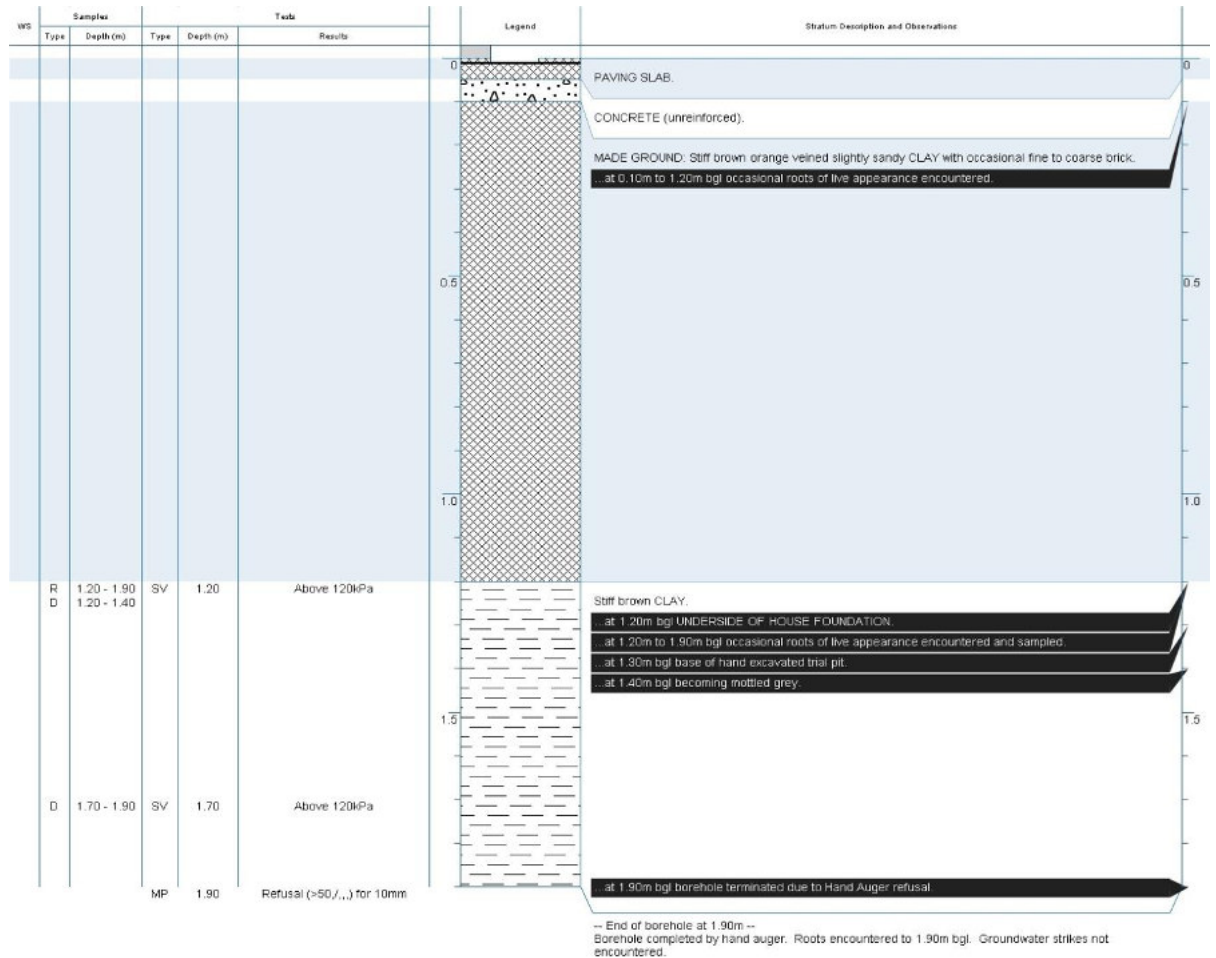 Samples Tests
WS Type Depth (m) Type Depth (m) Results Legend Stratum Description and Observations
0 0
PAVING SLAB.
CONCRETE (unreinforced).
MADE GROUND: Stiff brown orange veined slightly sandy CLAY with occasional fine to coarse brick.
...at 0.10m to 1.20m bgl occasional roots of live appearance encountered.
0.5 0.5
1.0 1.0
R 1.20 - 1.90 SV 1.20 Above 120kPa
D 1.20 - 1.40 Stiff brown CLAY.
...at 1.20m bgl UNDERSIDE OF HOUSE FOUNDATION.
...at 1.20m to 1.90m bgl occasional roots of live appearance encountered and sampled.
...at 1.30m bgl base of hand excavated trial pit.
...at 1.40m bgl becoming mottled grey.
1.5 1.5
D 1.70 - 1.90 SV 1.70 Above 120kPa
...at 1.90m bgl borehole terminated due to Hand Auger refusal.
MP 1.90 Refusal (>50,/,,,) for 10mm
-- End of borehole at 1.90m --
Borehole completed by hand auger. Roots encountered to 1.90m bgl. Groundwater strikes not
encountered.